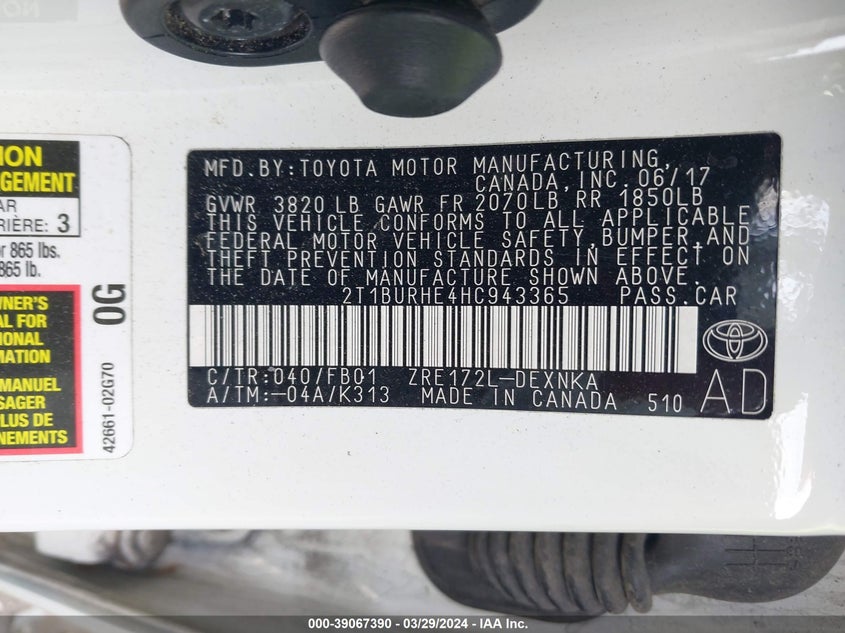 ION
GEMENT
AR
RIÈRE: 3
r 865 lbs.
865 lb.
WNER'S
AL FOR
IONAL
MATION
MANUEL
SAGER
PLUS DE
NEMENTS
0G
42661-02G70
MFD.BY:TOYOTA MOTOR MANUFACTURING,
CANADA,INC. 06/17
GVWR 3820 LB GAWR FR 2070LB RR 1850LB
THIS VEHICLE CONFORMS TO ALL APPLICABLE
FEDERAL MOTOR VEHICLE SAFETY,BUMPER,AND
THEFT PREVENTION STANDARDS IN EFFECT ON
THE DATE OF MANUFACTURE SHOWN ABOVE.
2T1BURHE4HC943365 PASS.CAR
C/TR:040/FB01 ZRE172L-DEXNKA
A/TM:-04A/K313 MADE IN CANADA 510
AD
000-39067390 - 03/29/2024 - IAA Inc.